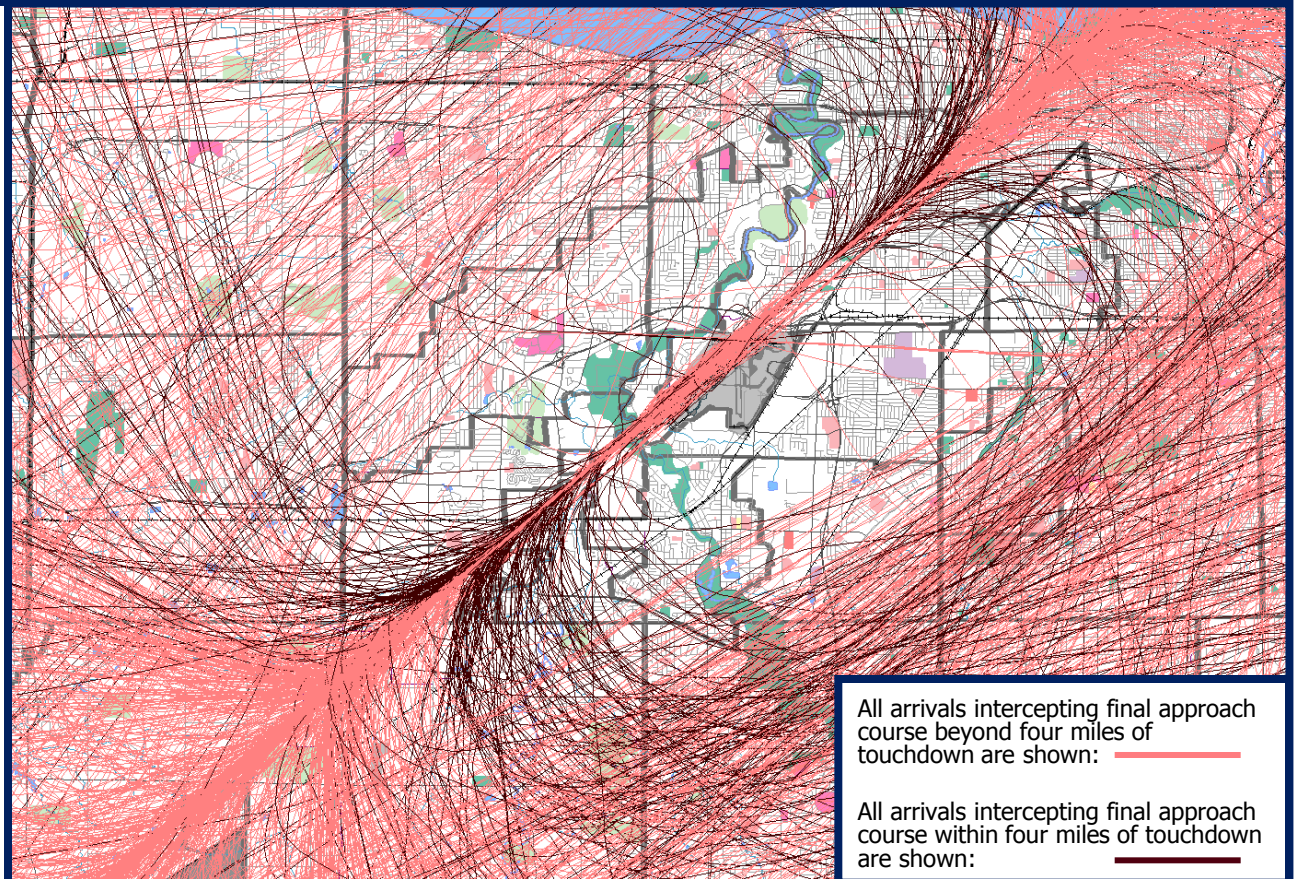 All arrivals intercepting final approach
course beyond four miles of
touchdown are shown:
All arrivals intercepting final approach
course within four miles of touchdown
are shown: